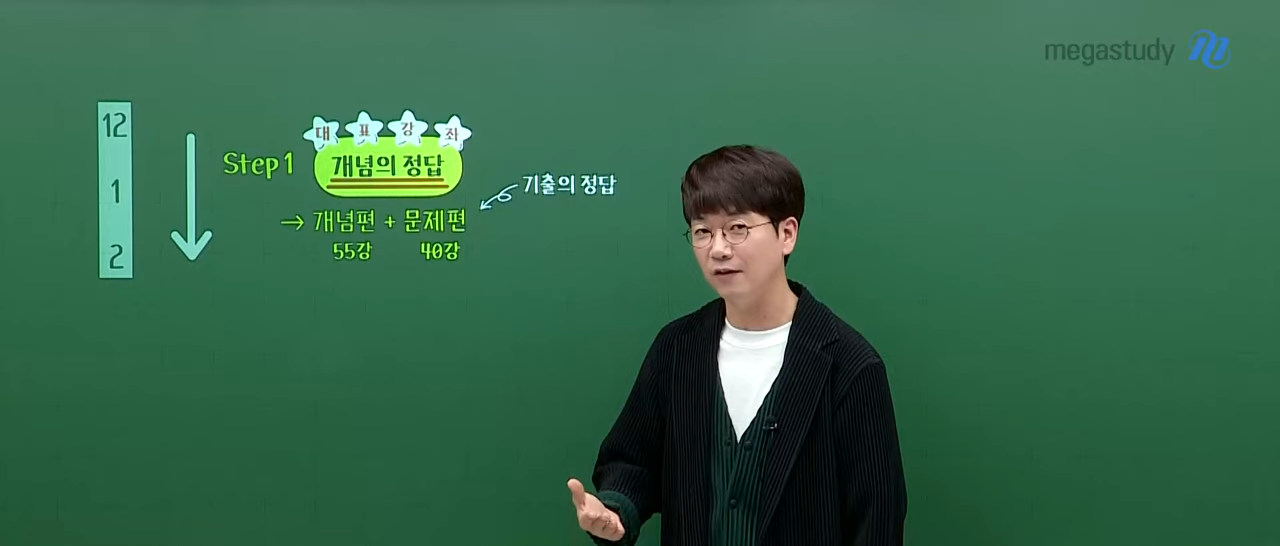 megastudy
12
1
2
대표강좌
Step 1 개념의 정답
기출의 정답
→ 개념편 + 문제편
55강 40강